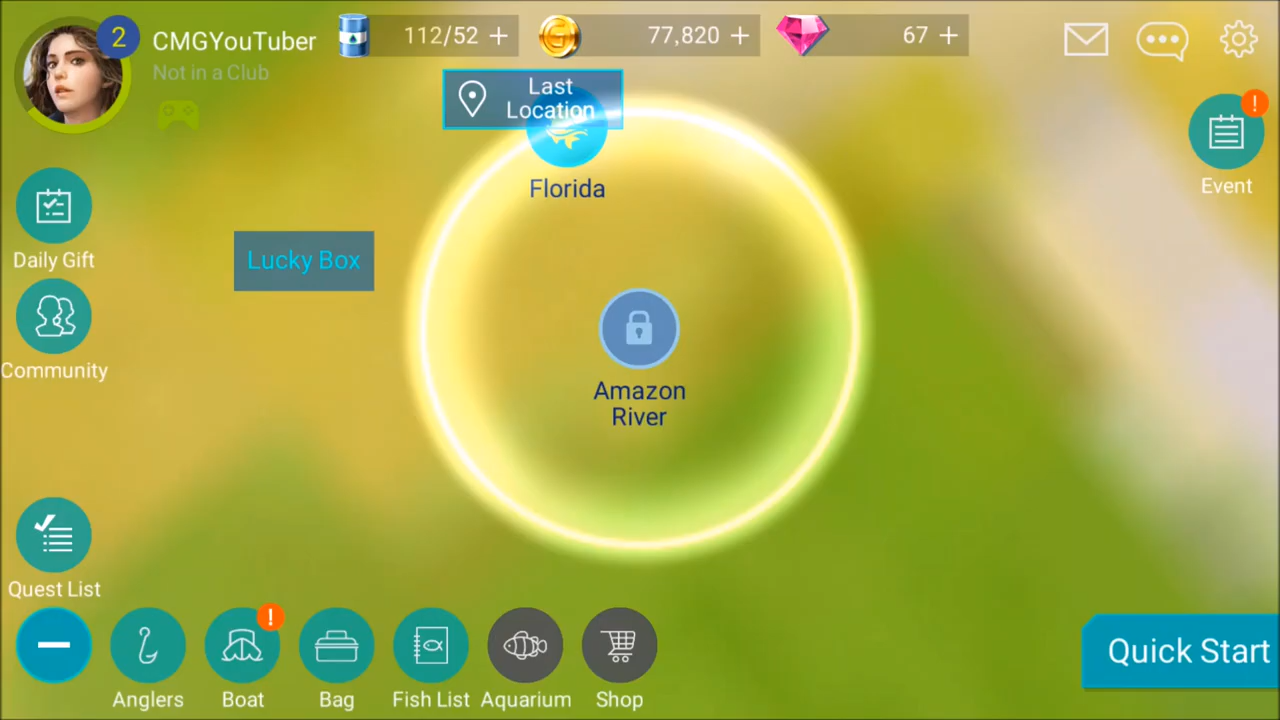 2
CMGYouTuber
Not in a Club
112/52 +
77,820 +
67 +
Last
Location
Florida
!
Event
Daily Gift
Lucky Box
Community
Amazon
River
Quest List
!
Anglers
Boat
Bag
Fish List
Aquarium
Shop
Quick Start